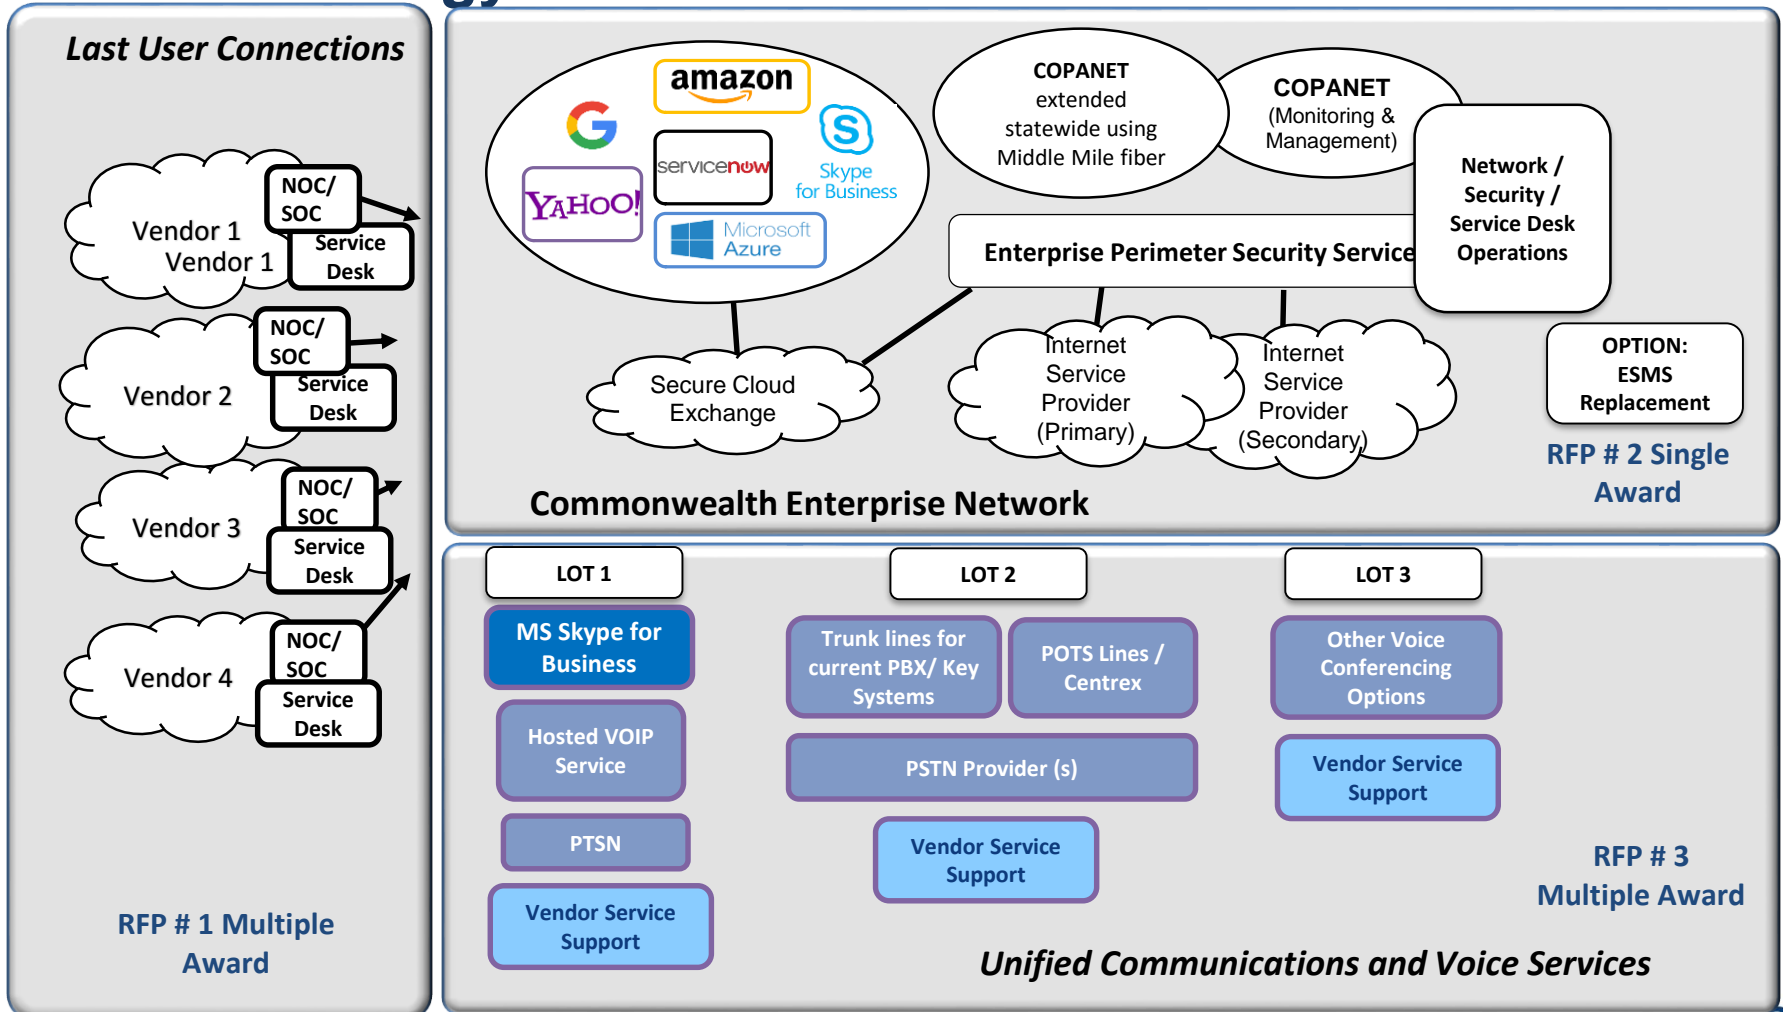 gy
Last User Connections
NOC/
SOC
Vendor 1
Vendor 1
Service
Desk
NOC/
SOC
Vendor 2
Service
Desk
NOC/
SOC
Vendor 3
Service
Desk
NOC/
SOC
Vendor 4
Service
Desk
RFP # 1 Multiple
Award
amazon
G
servicenow
S
Skype
for Business
YAHOO!
Microsoft
Azure
COPANET
extended
statewide using
Middle Mile fiber
COPANET
(Monitoring &
Management)
Network /
Security /
Service Desk
Operations
Enterprise Perimeter Security Service
Secure Cloud
Exchange
Internet
Service
Provider
(Primary)
Internet
Service
Provider
(Secondary)
OPTION:
ESMS
Replacement
RFP # 2 Single
Award
Commonwealth Enterprise Network
LOT 1
MS Skype for
Business
Hosted VOIP
Service
PTSN
Vendor Service
Support
LOT 2
Trunk lines for
current PBX/ Key
Systems
POTS Lines /
Centrex
PSTN Provider (s)
Vendor Service
Support
LOT 3
Other Voice
Conferencing
Options
Vendor Service
Support
RFP # 3
Multiple Award
Unified Communications and Voice Services